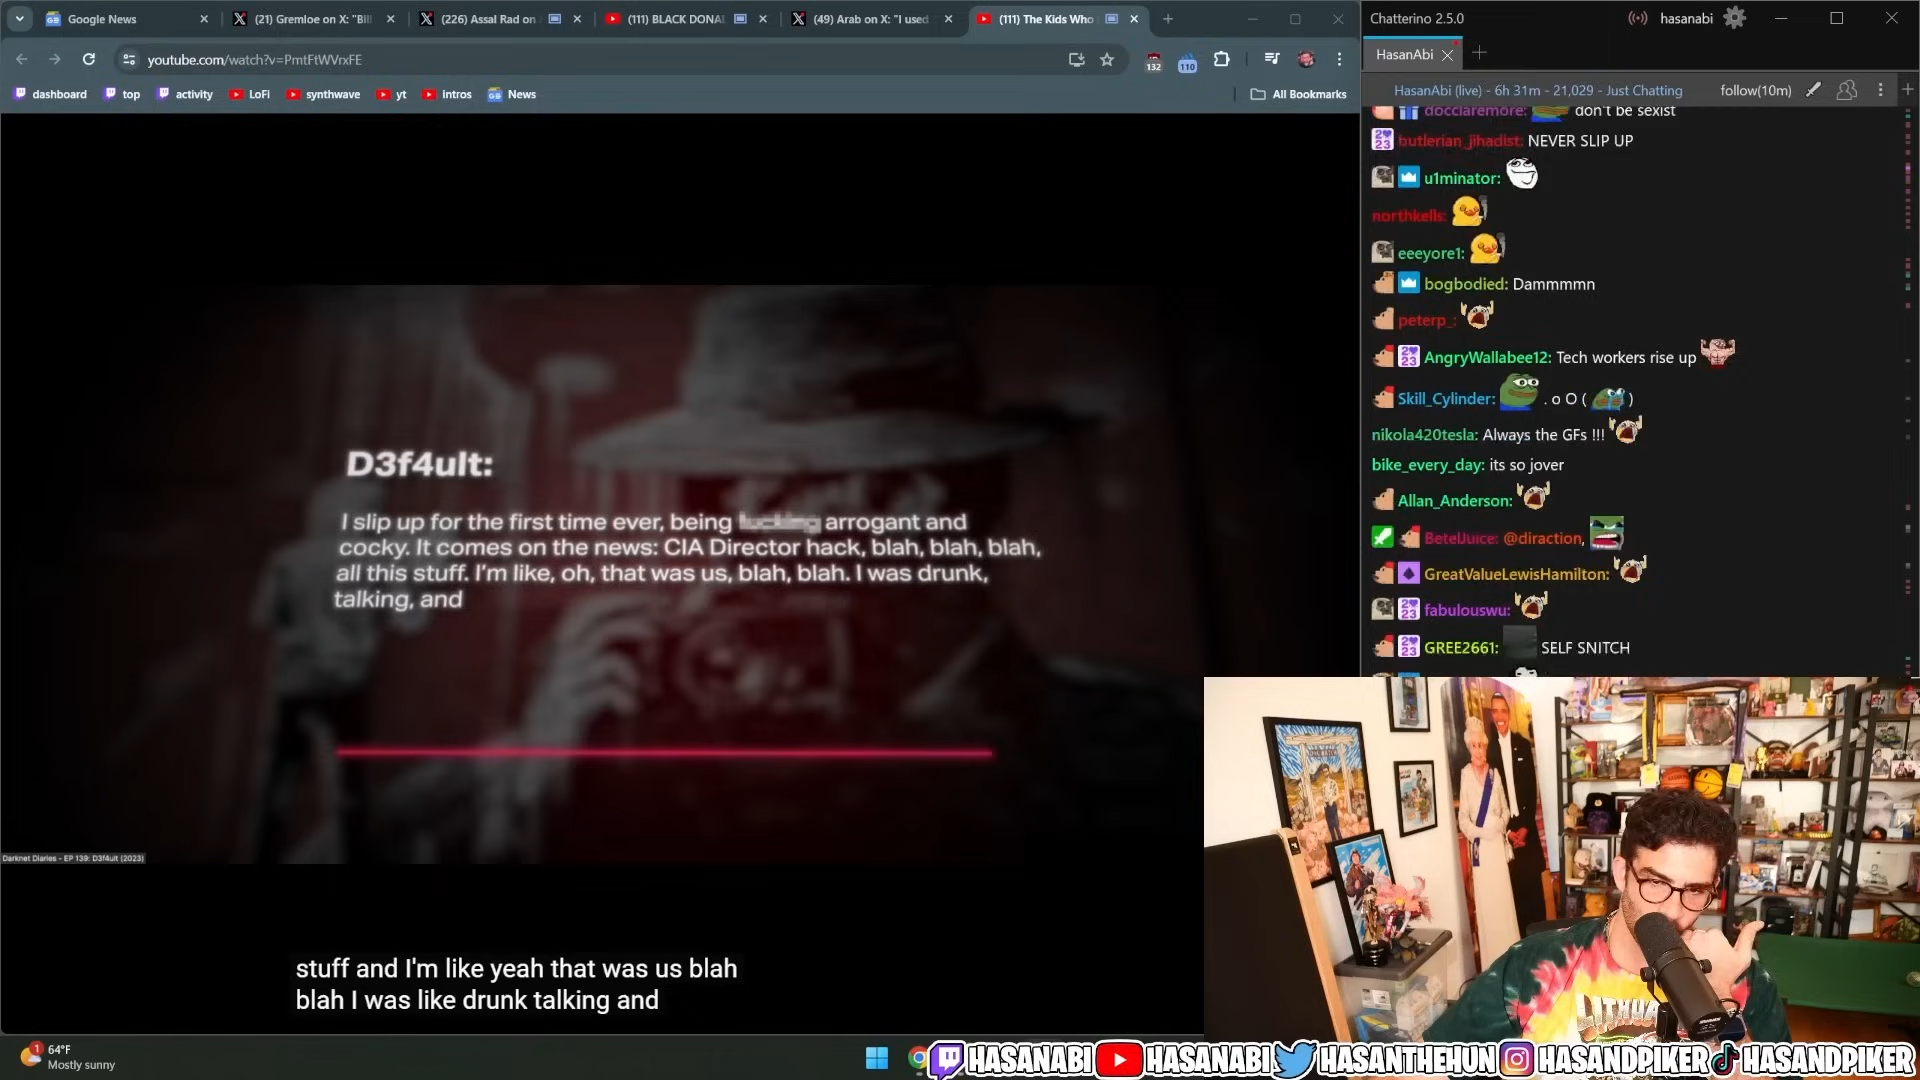 Google News
(21) Gremloe on X: "Bil
(226) Assal Rad on
(111) BLACK DONAL
(49) Arab on X: "I used
(111) The Kids Who
youtube.com/watch?v=PmtFtWVrxFE
132
110
dashboard
top
activity
LoFi
synthwave
yt
Intros
News
All Bookmarks
D3f4ult:
I slip up for the first time ever, being fucking arrogant and
cocky. It comes on the news: CIA Director hack, blah, blah, blah,
all this stuff. I'm like, oh, that was us, blah, blah. I was drunk,
talking, and
Darknet Diaries - EP 139: D3f4ult (2023)
stuff and I'm like yeah that was us blah
blah I was like drunk talking and
Chatterino 2.5.0
hasanabi
HasanAbi
HasanAbi (live) - 6h 31m - 21,029 - Just Chatting
follow(10m)
docclaremore: don't be sexist
butlerian_jihadist: NEVER SLIP UP
u1minator:
northkells:
eeeyore1:
bogbodied: Dammmmn
peterp_:
AngryWallabee12: Tech workers rise up
Skill_Cylinder: . o O ( )
nikola420tesla: Always the GFs !!!
bike_every_day: its so jover
Allan_Anderson:
BetelJuice: @diraction,
GreatValueLewisHamilton:
fabulouswu:
GREE2661: SELF SNITCH
LITHUA
1
64°F
Mostly sunny
HASANABI
HASANABI
HASANTHEHUN
HASANDPIKER
HASANDPIKER